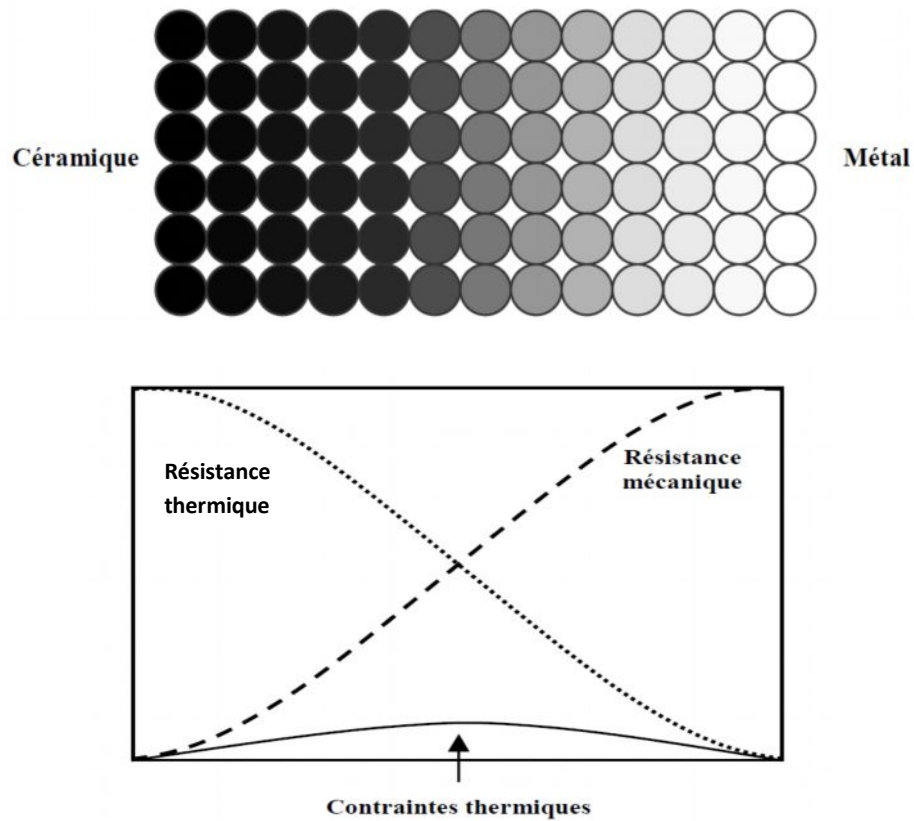 Céramique
Métal
Résistance
thermique
Résistance
mécanique
Contraintes thermiques